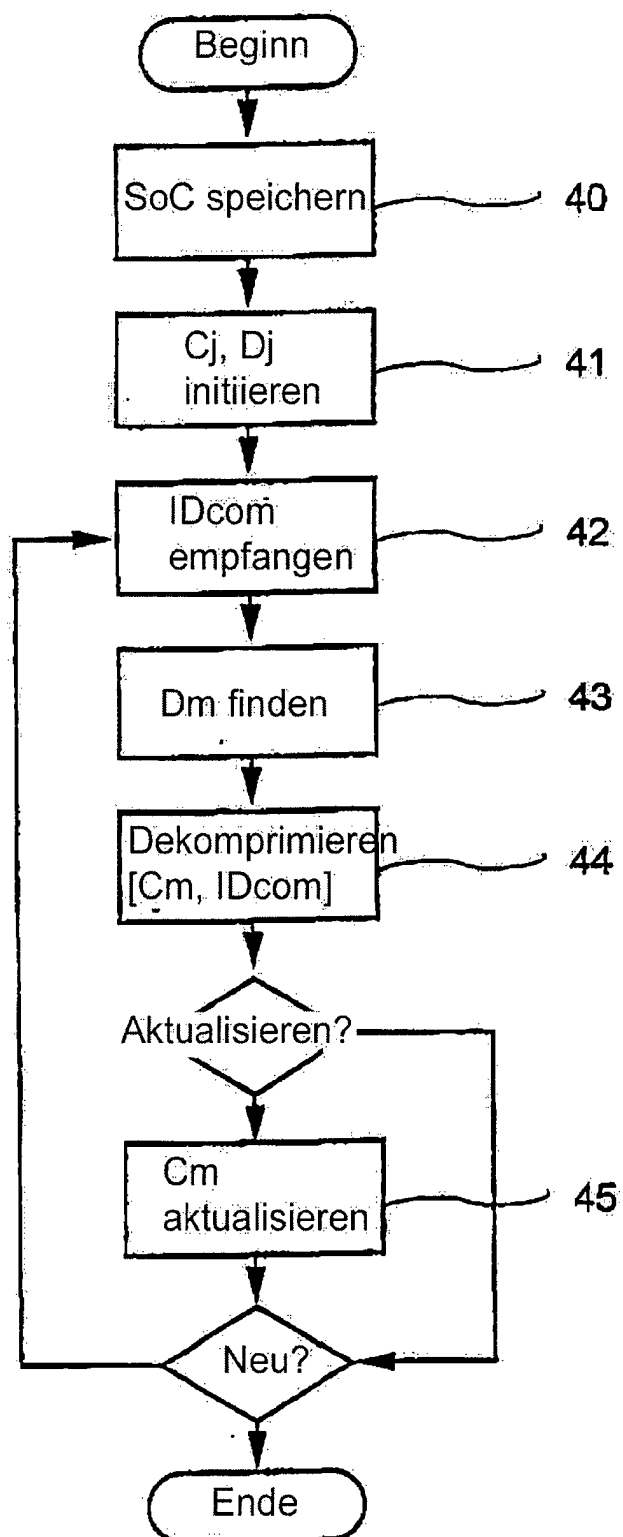 Beginn
SoC speichern
40
Cj, Dj
initiieren
41
IDcom
empfangen
42
Dm finden
43
Dekomprimieren
[Cm, IDcom]
44
Aktualisieren?
Cm
aktualisieren
45
Neu?
Ende